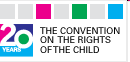 20
YEARS
THE CONVENTION
ON THE RIGHTS
OF THE CHILD